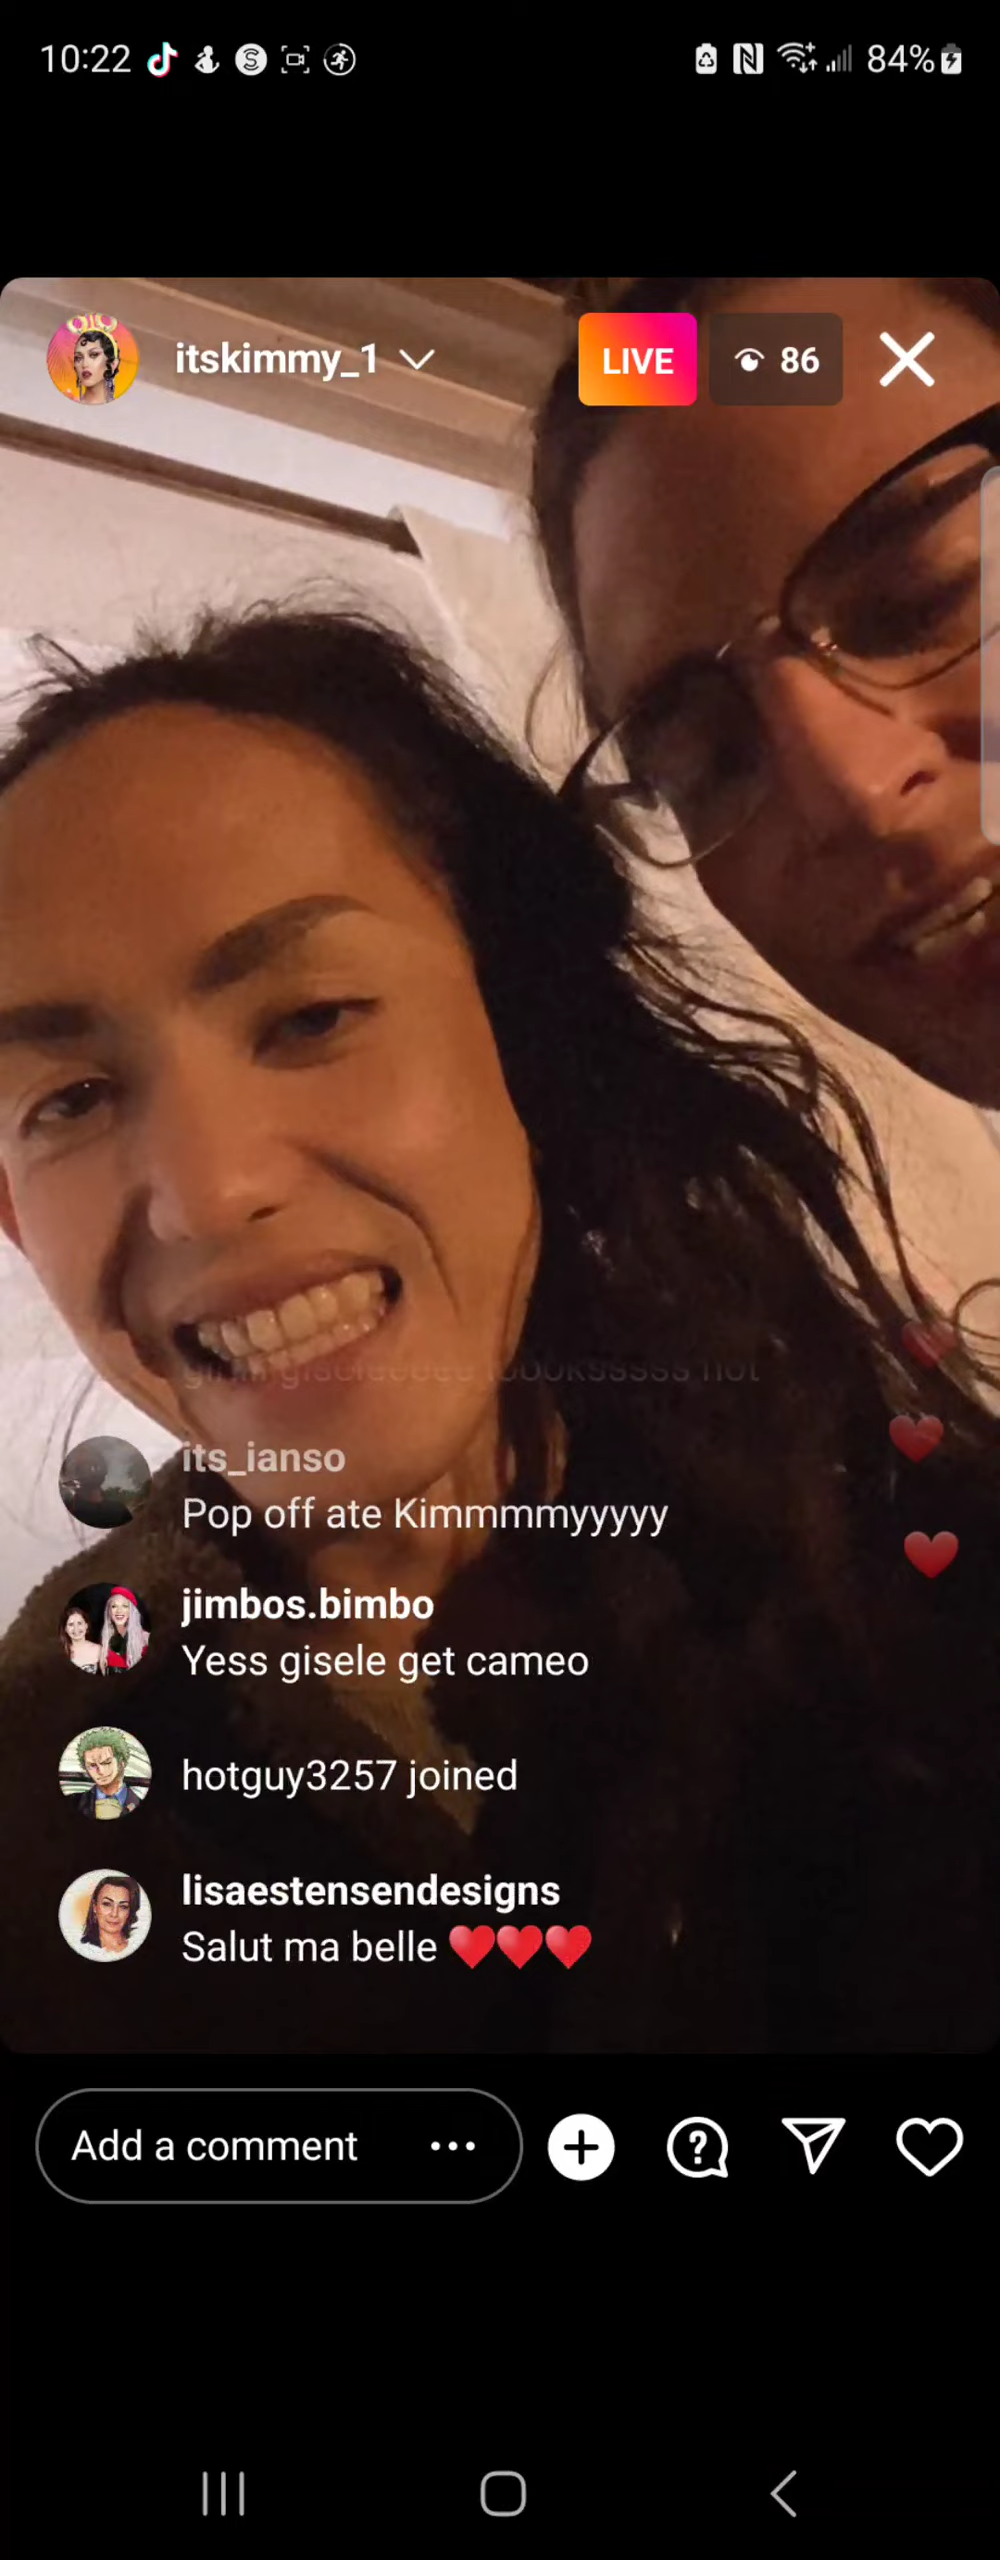 10:22
84%
itskimmy_1
LIVE
86
its_ianso
Pop off ate Kimmmmyyyyy
jimbos.bimbo
Yess gisele get cameo
hotguy3257 joined
lisaestensendesigns
Salut ma belle ❤️❤️❤️
Add a comment